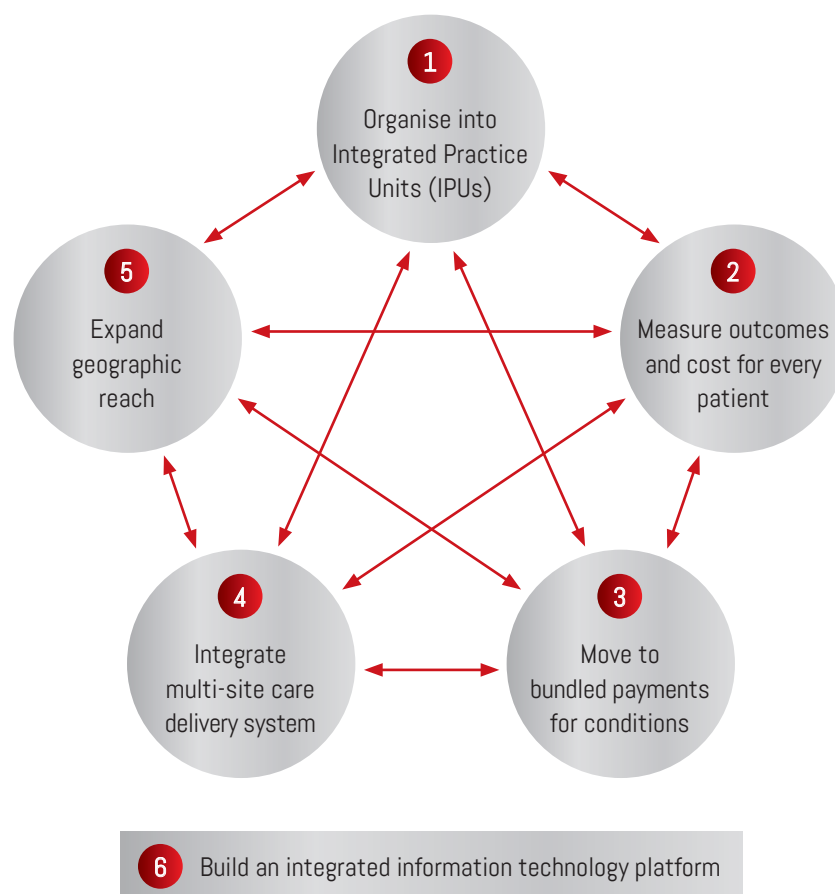 1
Organise into
Integrated Practice
Units (IPUs)
5
Expand
geographic
reach
2
Measure outcomes
and cost for every
patient
4
Integrate
multi-site care
delivery system
3
Move to
bundled payments
for conditions
6 Build an integrated information technology platform